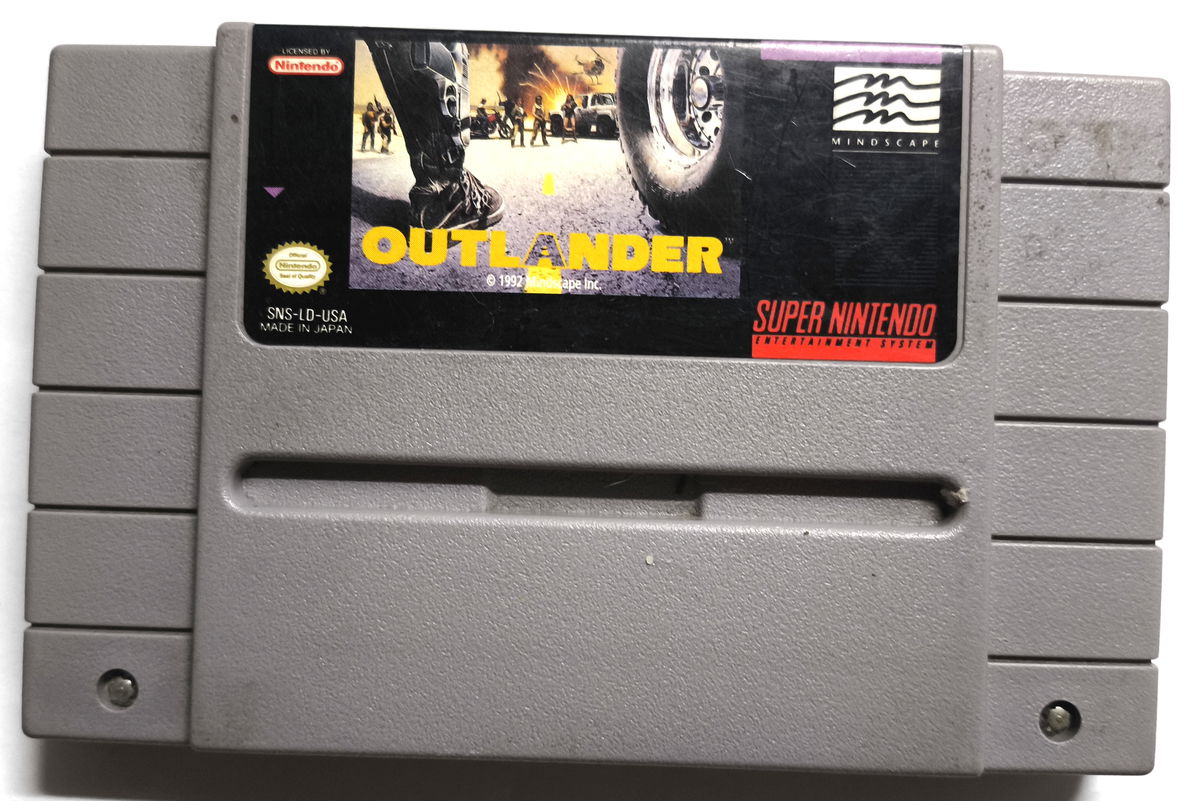 LICENSED BY
Nintendo
MINDSCAPE
OUTLANDER™
© 1992 Mindscape Inc.
Official
Nintendo
Seal of Quality
®
SNS-LD-USA
MADE IN JAPAN
SUPER NINTENDO
ENTERTAINMENT SYSTEM